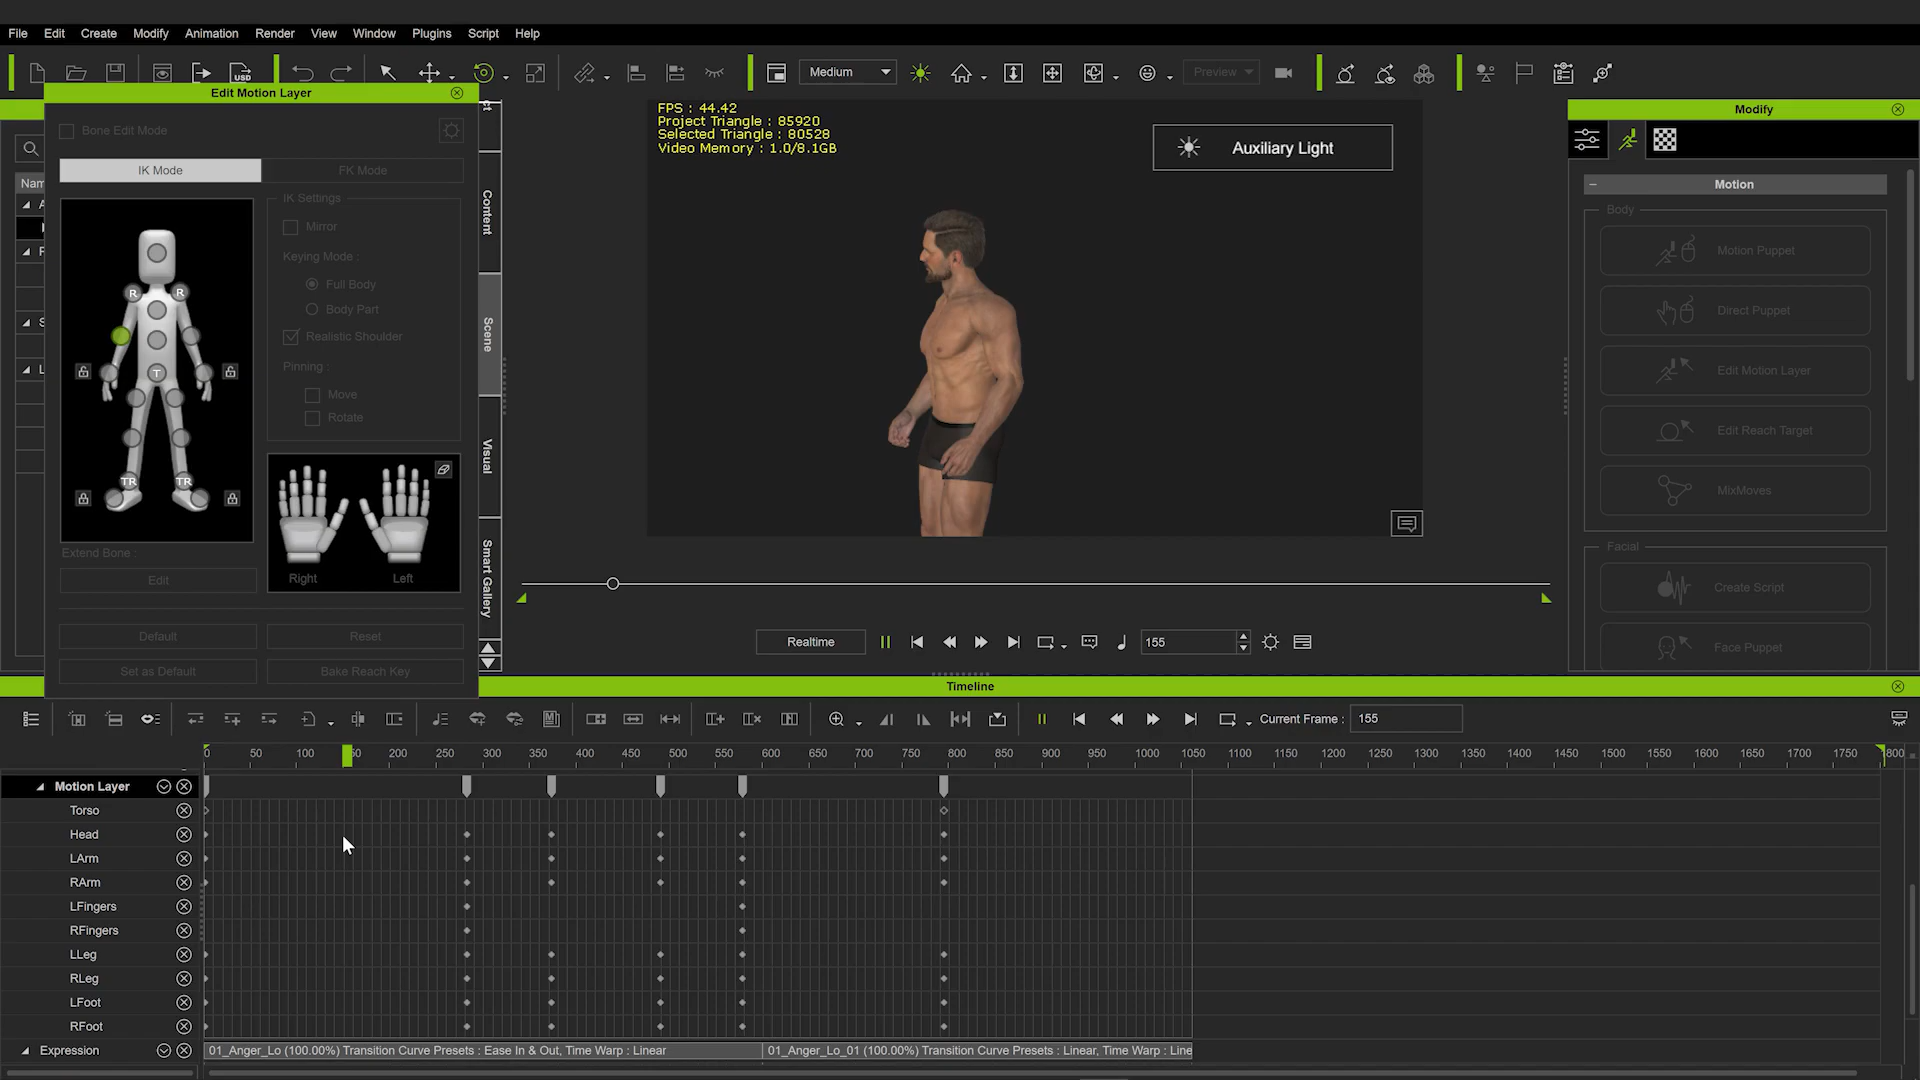 File Edit Create Modify Animation Render View Window Plugins Script Help
USD
Medium
Preview
Edit Motion Layer
Modify
Bone Edit Mode
IK Mode
FK Mode
IK Settings
Mirror
Keying Mode :
Full Body
Body Part
Realistic Shoulder
Pinning :
Move
Rotate
R R
T
TR TR
Right Left
Extend Bone :
Edit
Default
Reset
Set as Default
Bake Reach Key
Nam
Content
Scene
Visual
Smart Gallery
FPS : 44.42
Project Triangle : 85920
Selected Triangle : 80528
Video Memory : 1.0/8.1GB
Auxiliary Light
Motion
Body
Motion Puppet
Direct Puppet
Edit Motion Layer
Edit Reach Target
MixMoves
Facial
Create Script
Face Puppet
Realtime
155
Timeline
Current Frame : 155
0 50 100 50 200 250 300 350 400 450 500 550 600 650 700 750 800 850 900 950 1000 1050 1100 1150 1200 1250 1300 1350 1400 1450 1500 1550 1600 1650 1700 1750 1800
Motion Layer
Torso
Head
LArm
RArm
LFingers
RFingers
LLeg
RLeg
LFoot
RFoot
Expression
01_Anger_Lo (100.00%) Transition Curve Presets : Ease In & Out, Time Warp : Linear
01_Anger_Lo_01 (100.00%) Transition Curve Presets : Linear, Time Warp : Line